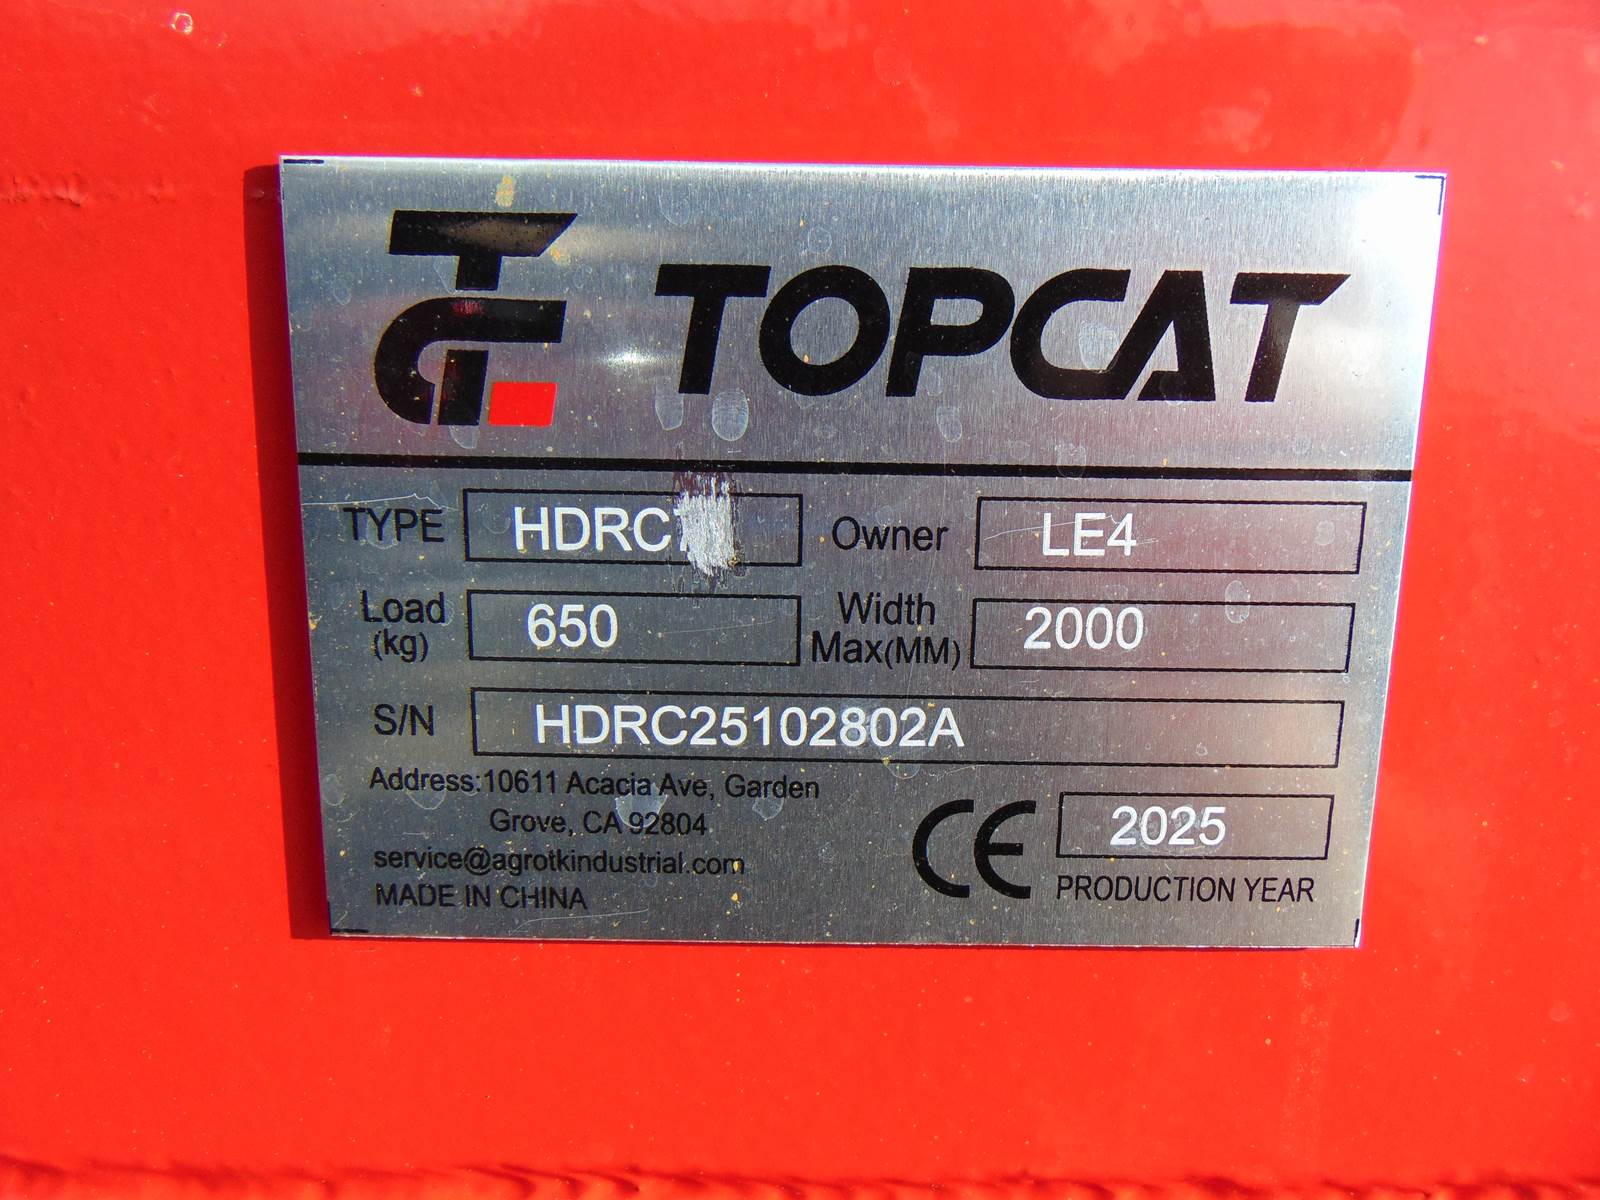 TOPCAT
TYPE Owner LE4
Load (kg) 650 Width Max(MM) 2000
S/N HDRC25102802A
Address:10611 Acacia Ave, Garden
Grove, CA 92804
service@agrotkindustrial.com
MADE IN CHINA
CE 2025
PRODUCTION YEAR